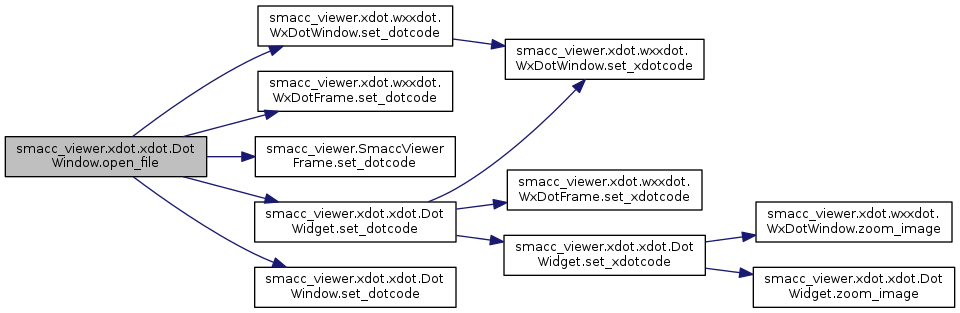 smacc_viewer.xdot.xdot.Dot
Window.open_file
smacc_viewer.xdot.wxxdot.
WxDotWindow.set_dotcode
smacc_viewer.xdot.wxxdot.
WxDotFrame.set_dotcode
smacc_viewer.SmaccViewer
Frame.set_dotcode
smacc_viewer.xdot.xdot.Dot
Widget.set_dotcode
smacc_viewer.xdot.xdot.Dot
Window.set_dotcode
smacc_viewer.xdot.wxxdot.
WxDotWindow.set_xdotcode
smacc_viewer.xdot.wxxdot.
WxDotFrame.set_xdotcode
smacc_viewer.xdot.xdot.Dot
Widget.set_xdotcode
smacc_viewer.xdot.wxxdot.
WxDotWindow.zoom_image
smacc_viewer.xdot.xdot.Dot
Widget.zoom_image